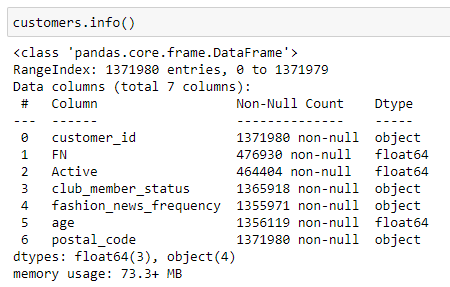 customers.info()
<class 'pandas.core.frame.DataFrame'>
RangeIndex: 1371980 entries, 0 to 1371979
Data columns (total 7 columns):
 #   Column                  Non-Null Count    Dtype
---  ------                  --------------    -----
 0   customer_id             1371980 non-null  object
 1   FN                      476930 non-null   float64
 2   Active                  464404 non-null   float64
 3   club_member_status      1365918 non-null  object
 4   fashion_news_frequency  1355971 non-null  object
 5   age                     1356119 non-null  float64
 6   postal_code             1371980 non-null  object
dtypes: float64(3), object(4)
memory usage: 73.3+ MB